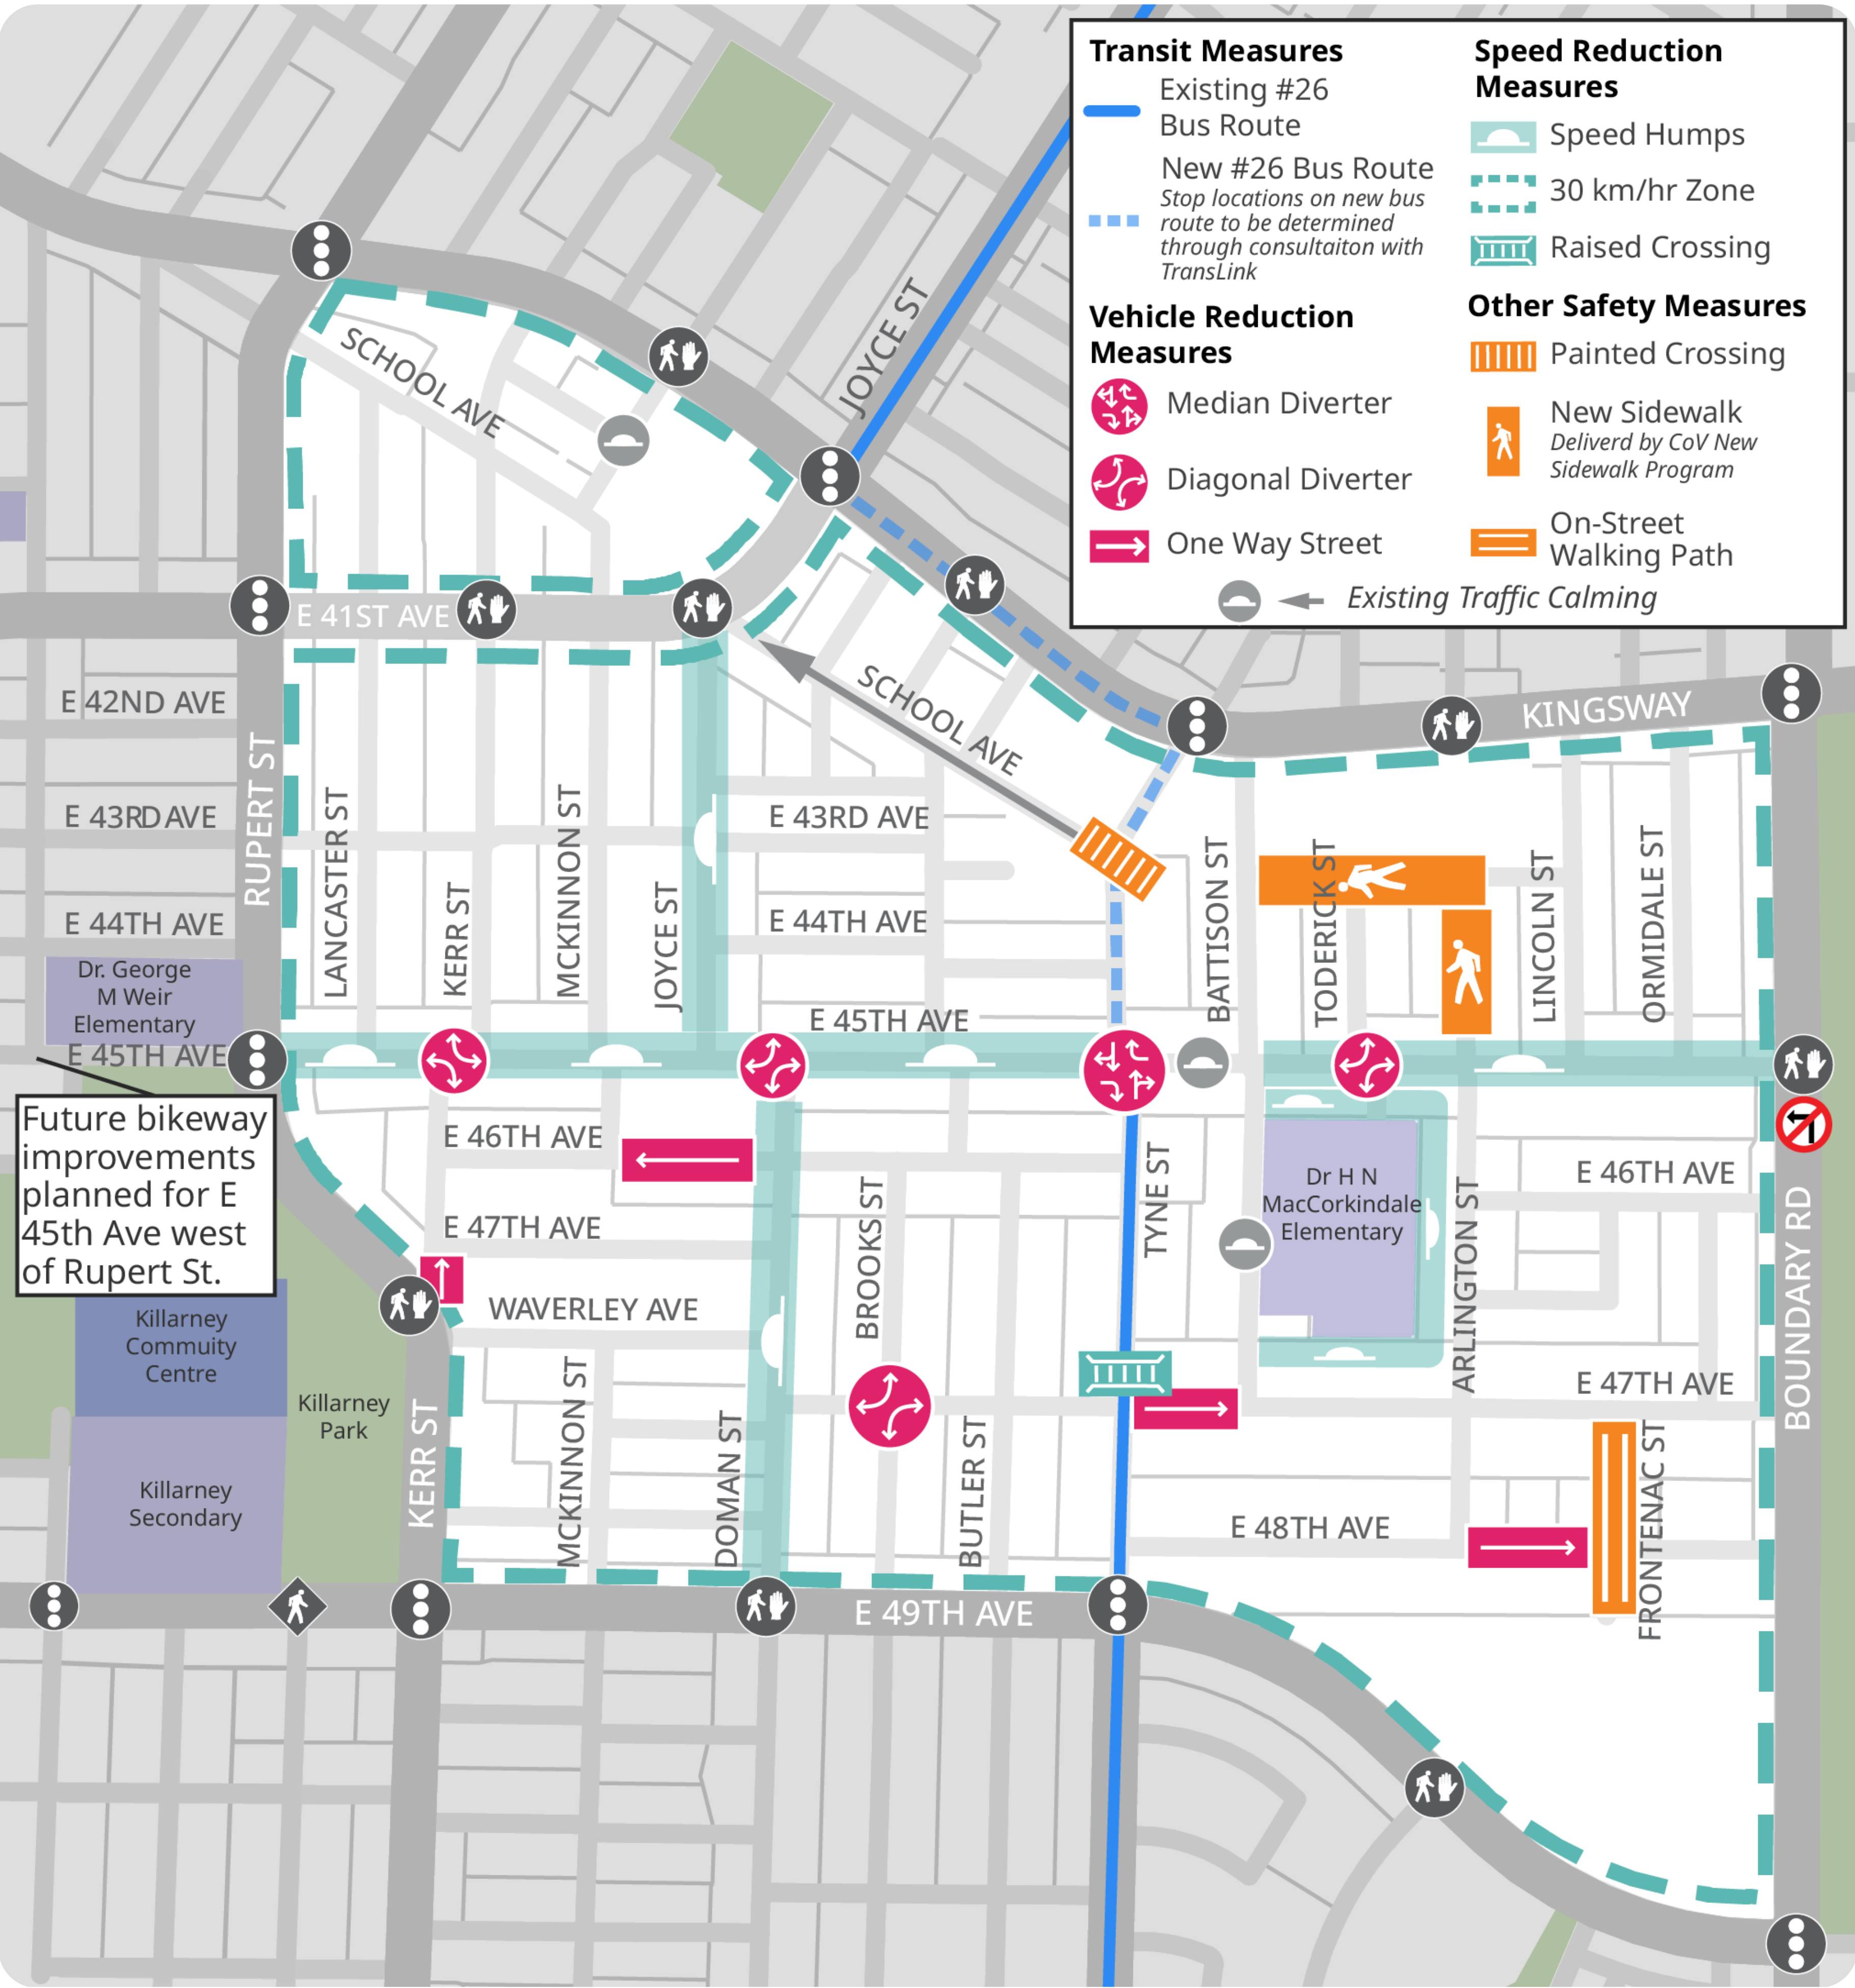 Transit Measures
Existing #26
Bus Route
New #26 Bus Route
Stop locations on new bus
route to be determined
through consultaiton with
TransLink
Vehicle Reduction
Measures
Median Diverter
Diagonal Diverter
One Way Street
Speed Reduction
Measures
Speed Humps
30 km/hr Zone
Raised Crossing
Other Safety Measures
Painted Crossing
New Sidewalk
Deliverd by CoV New
Sidewalk Program
On-Street
Walking Path
Existing Traffic Calming
JOYCE ST
SCHOOL AVE
E 41ST AVE
SCHOOL AVE
KINGSWAY
E 42ND AVE
RUPERT ST
E 43RD AVE
E 43RD AVE
LANCASTER ST
KERR ST
MCKINNON ST
JOYCE ST
BATTISON ST
TODERICK ST
LINCOLN ST
ORMIDALE ST
E 44TH AVE
E 44TH AVE
Dr. George
M Weir
Elementary
E 45TH AVE
E 45TH AVE
Future bikeway
improvements
planned for E
45th Ave west
of Rupert St.
E 46TH AVE
E 46TH AVE
E 47TH AVE
BROOKS ST
TYNE ST
Dr H N
MacCorkindale
Elementary
ARLINGTON ST
BOUNDARY RD
WAVERLEY AVE
Killarney
Commuity
Centre
Killarney
Park
E 47TH AVE
KERR ST
MCKINNON ST
DOMAN ST
BUTLER ST
Killarney
Secondary
E 48TH AVE
FRONTENAC ST
E 49TH AVE